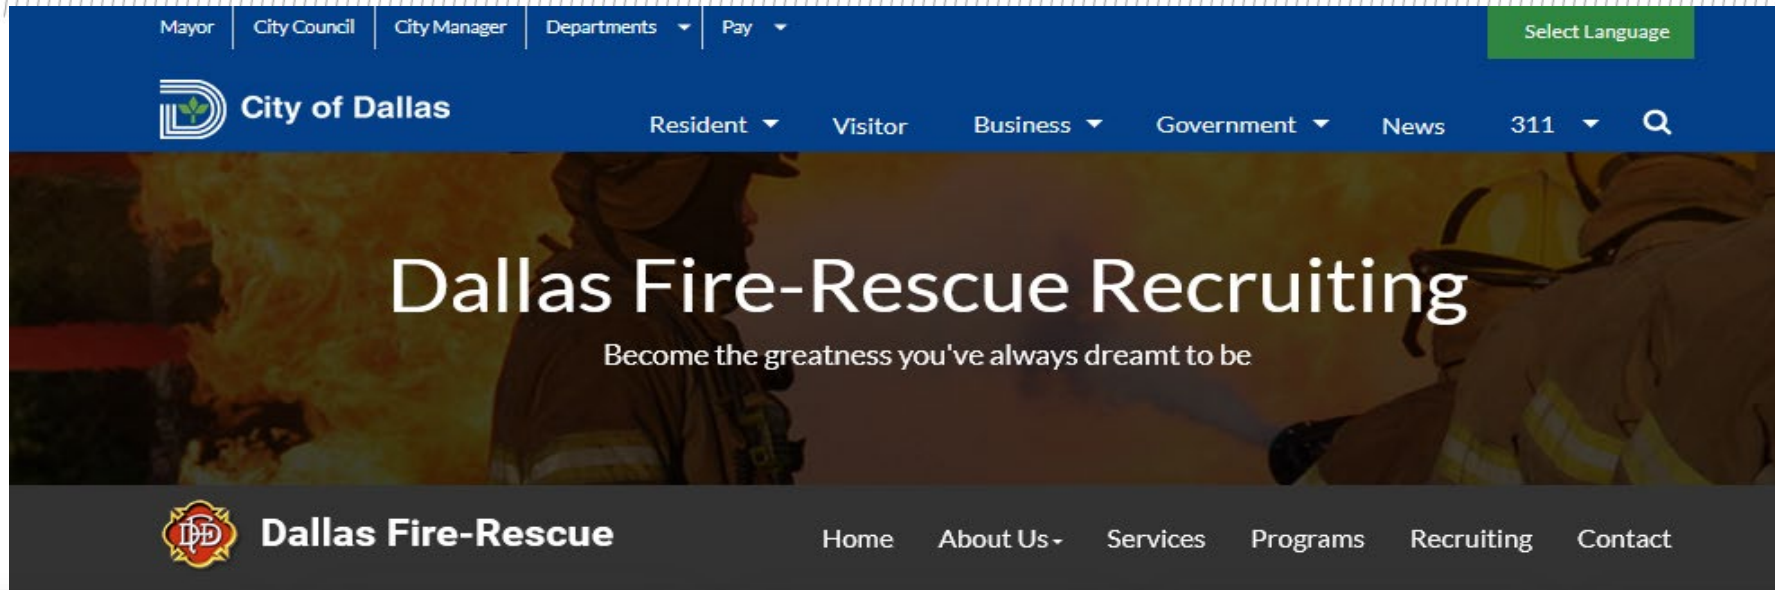 Mayor City Council City Manager Departments Pay Select Language
City of Dallas
Resident Visitor Business Government News 311
Dallas Fire-Rescue Recruiting
Become the greatness you've always dreamt to be
DFD Dallas Fire-Rescue Home About Us Services Programs Recruiting Contact